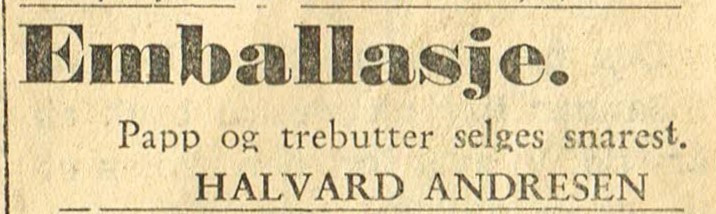 Emballasje.
Papp og trebutter selges snarest.
HALVARD ANDRESEN